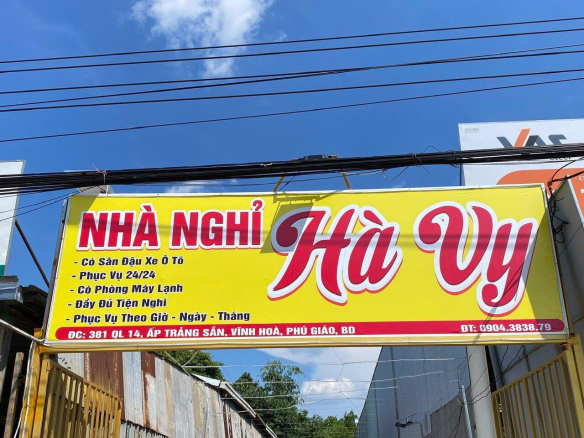 NHÀ NGHỈ Hà Vy
- Có Sân Đậu Xe Ô Tô
- Phục Vụ 24/24
- Có Phòng Máy Lạnh
- Đầy Đủ Tiện Nghi
- Phục Vụ Theo Giờ - Ngày - Tháng
ĐC: 381 QL 14, ẤP TRẢNG SẮN, VĨNH HOÀ, PHÚ GIÁO, BD ĐT: 0904.3838.79